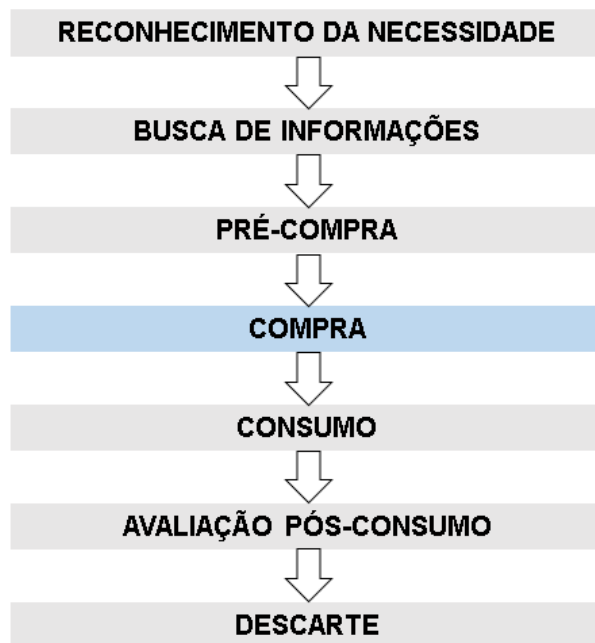 RECONHECIMENTO DA NECESSIDADE
BUSCA DE INFORMAÇÕES
PRÉ-COMPRA
COMPRA
CONSUMO
AVALIAÇÃO PÓS-CONSUMO
DESCARTE